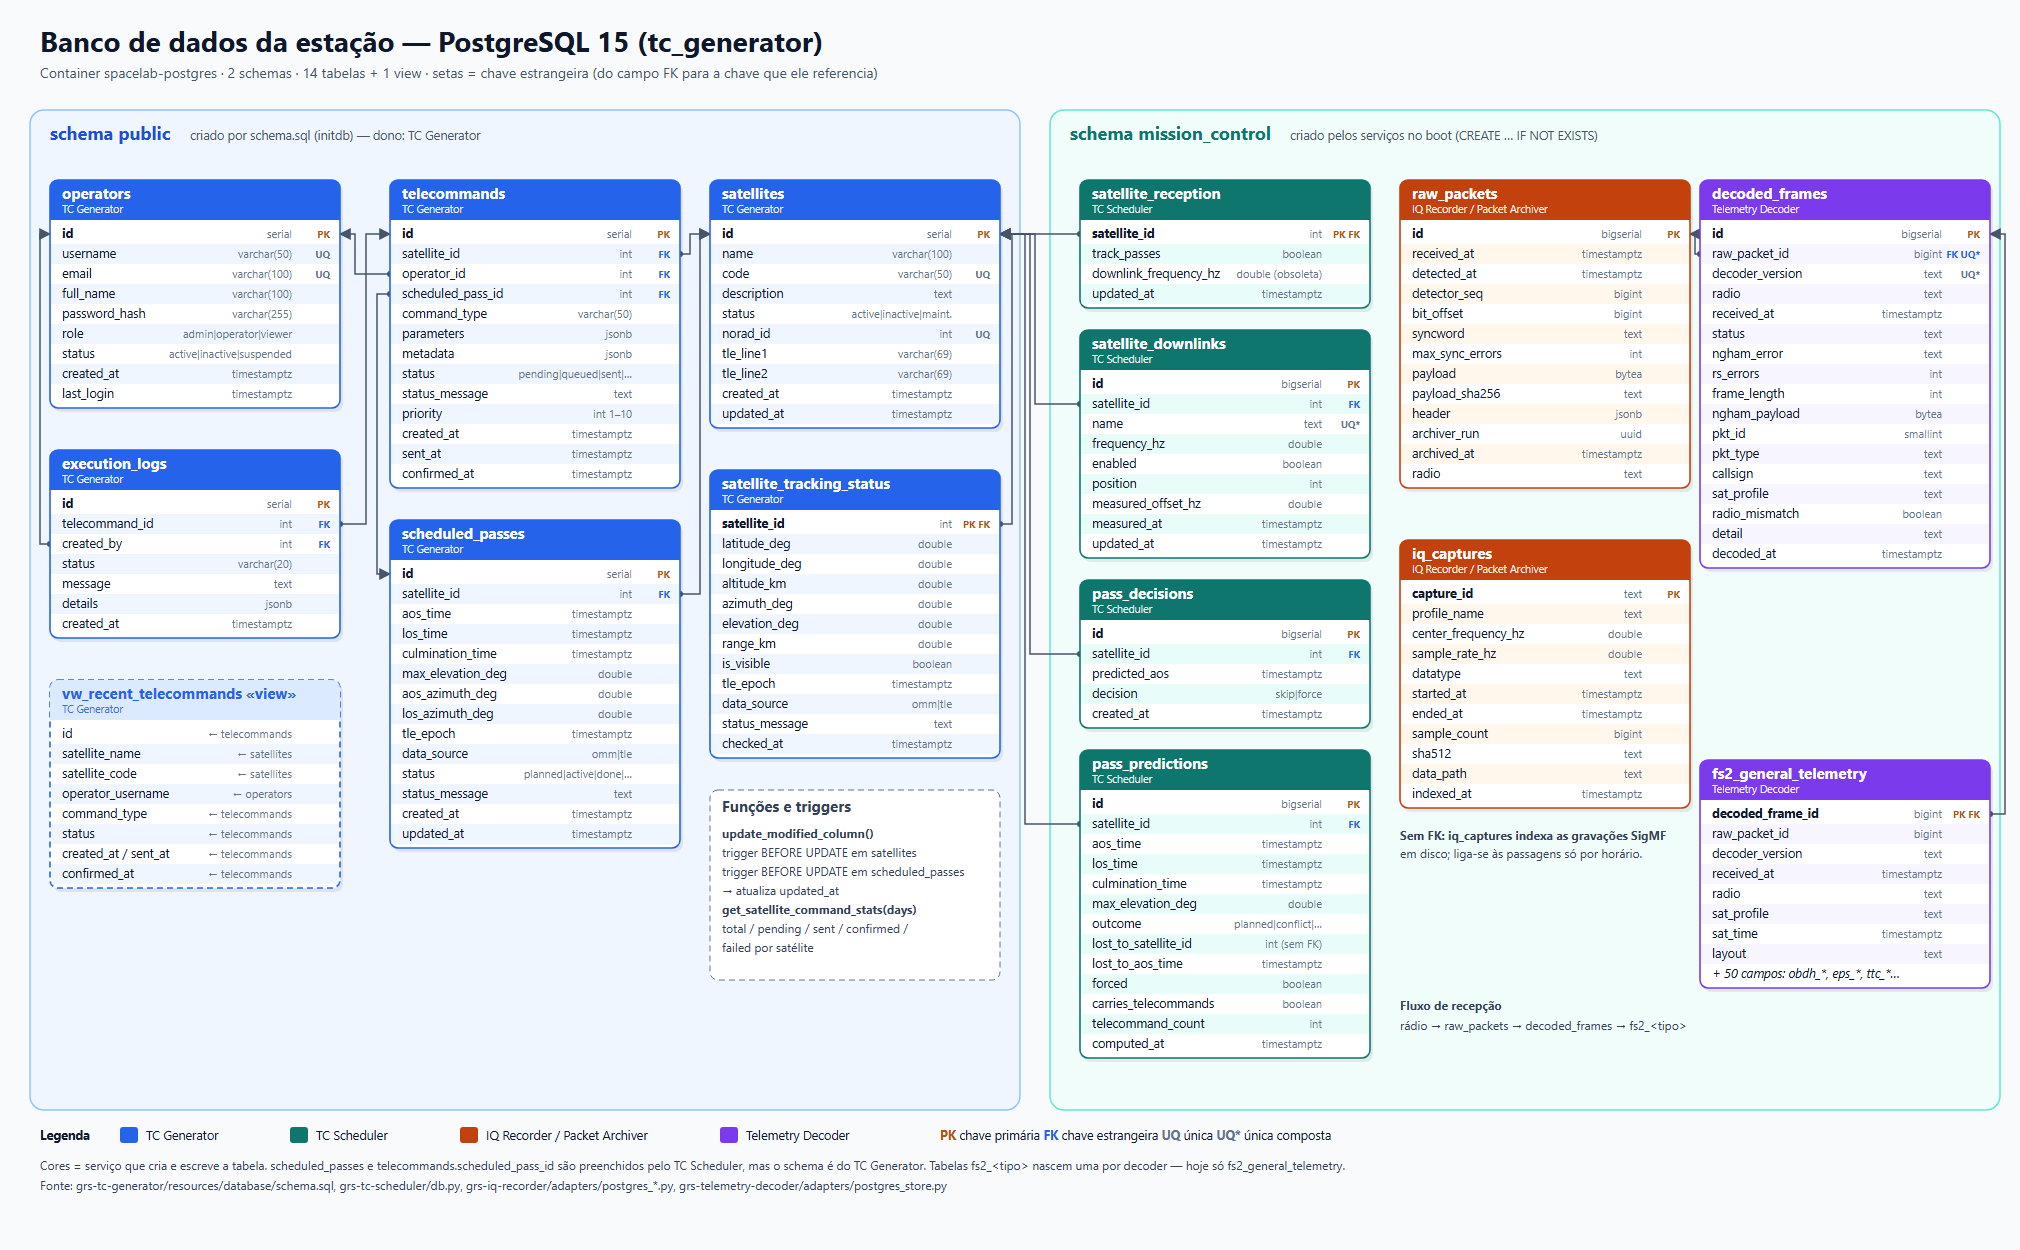 Banco de dados da estação — PostgreSQL 15 (tc_generator)
Container spacelab-postgres · 2 schemas · 14 tabelas + 1 view · setas = chave estrangeira (do campo FK para a chave que ele referencia)
schema public criado por schema.sql (initdb) — dono: TC Generator
operators
TC Generator
id serial PK
username varchar(50) UQ
email varchar(100) UQ
full_name varchar(100)
password_hash varchar(255)
role admin|operator|viewer
status active|inactive|suspended
created_at timestamptz
last_login timestamptz
execution_logs
TC Generator
id serial PK
telecommand_id int FK
created_by int FK
status varchar(20)
message text
details jsonb
created_at timestamptz
vw_recent_telecommands «view»
TC Generator
id ← telecommands
satellite_name ← satellites
satellite_code ← satellites
operator_username ← operators
command_type ← telecommands
status ← telecommands
created_at / sent_at ← telecommands
confirmed_at ← telecommands
telecommands
TC Generator
id serial PK
satellite_id int FK
operator_id int FK
scheduled_pass_id int FK
command_type varchar(50)
parameters jsonb
metadata jsonb
status pending|queued|sent|...
status_message text
priority int 1–10
created_at timestamptz
sent_at timestamptz
confirmed_at timestamptz
scheduled_passes
TC Generator
id serial PK
satellite_id int FK
aos_time timestamptz
los_time timestamptz
culmination_time timestamptz
max_elevation_deg double
aos_azimuth_deg double
los_azimuth_deg double
tle_epoch timestamptz
data_source omm|tle
status planned|active|done|...
status_message text
created_at timestamptz
updated_at timestamptz
satellites
TC Generator
id serial PK
name varchar(100)
code varchar(50) UQ
description text
status active|inactive|maint.
norad_id int UQ
tle_line1 varchar(69)
tle_line2 varchar(69)
created_at timestamptz
updated_at timestamptz
satellite_tracking_status
TC Generator
satellite_id int PK FK
latitude_deg double
longitude_deg double
altitude_km double
azimuth_deg double
elevation_deg double
range_km double
is_visible boolean
tle_epoch timestamptz
data_source omm|tle
status_message text
checked_at timestamptz
Funções e triggers
update_modified_column()
trigger BEFORE UPDATE em satellites
trigger BEFORE UPDATE em scheduled_passes
→ atualiza updated_at
get_satellite_command_stats(days)
total / pending / sent / confirmed /
failed por satélite
schema mission_control criado pelos serviços no boot (CREATE ... IF NOT EXISTS)
satellite_reception
TC Scheduler
satellite_id int PK FK
track_passes boolean
downlink_frequency_hz double (obsoleta)
updated_at timestamptz
satellite_downlinks
TC Scheduler
id bigserial PK
satellite_id int FK
name text UQ*
frequency_hz double
enabled boolean
position int
measured_offset_hz double
measured_at timestamptz
updated_at timestamptz
pass_decisions
TC Scheduler
id bigserial PK
satellite_id int FK
predicted_aos timestamptz
decision skip|force
created_at timestamptz
pass_predictions
TC Scheduler
id bigserial PK
satellite_id int FK
aos_time timestamptz
los_time timestamptz
culmination_time timestamptz
max_elevation_deg double
outcome planned|conflict|...
lost_to_satellite_id int (sem FK)
lost_to_aos_time timestamptz
forced boolean
carries_telecommands boolean
telecommand_count int
computed_at timestamptz
raw_packets
IQ Recorder / Packet Archiver
id bigserial PK
received_at timestamptz
detected_at timestamptz
detector_seq bigint
bit_offset bigint
syncword text
max_sync_errors int
payload bytea
payload_sha256 text
header jsonb
archiver_run uuid
archived_at timestamptz
radio text
iq_captures
IQ Recorder / Packet Archiver
capture_id text PK
profile_name text
center_frequency_hz double
sample_rate_hz double
datatype text
started_at timestamptz
ended_at timestamptz
sample_count bigint
sha512 text
data_path text
indexed_at timestamptz
Sem FK: iq_captures indexa as gravações SigMF
em disco; liga-se às passagens só por horário.
Fluxo de recepção
rádio → raw_packets → decoded_frames → fs2_<tipo>
decoded_frames
Telemetry Decoder
id bigserial PK
raw_packet_id bigint FK UQ*
decoder_version text UQ*
radio text
received_at timestamptz
status text
ngham_error text
rs_errors int
frame_length int
ngham_payload bytea
pkt_id smallint
pkt_type text
callsign text
sat_profile text
radio_mismatch boolean
detail text
decoded_at timestamptz
fs2_general_telemetry
Telemetry Decoder
decoded_frame_id bigint PK FK
raw_packet_id bigint
decoder_version text
received_at timestamptz
radio text
sat_profile text
sat_time timestamptz
layout text
+ 50 campos: obdh_*, eps_*, ttc_*...
Legenda TC Generator TC Scheduler IQ Recorder / Packet Archiver Telemetry Decoder PK chave primária FK chave estrangeira UQ única UQ* única composta
Cores = serviço que cria e escreve a tabela. scheduled_passes e telecommands.scheduled_pass_id são preenchidos pelo TC Scheduler, mas o schema é do TC Generator. Tabelas fs2_<tipo> nascem uma por decoder — hoje só fs2_general_telemetry.
Fonte: grs-tc-generator/resources/database/schema.sql, grs-tc-scheduler/db.py, grs-iq-recorder/adapters/postgres_*.py, grs-telemetry-decoder/adapters/postgres_store.py